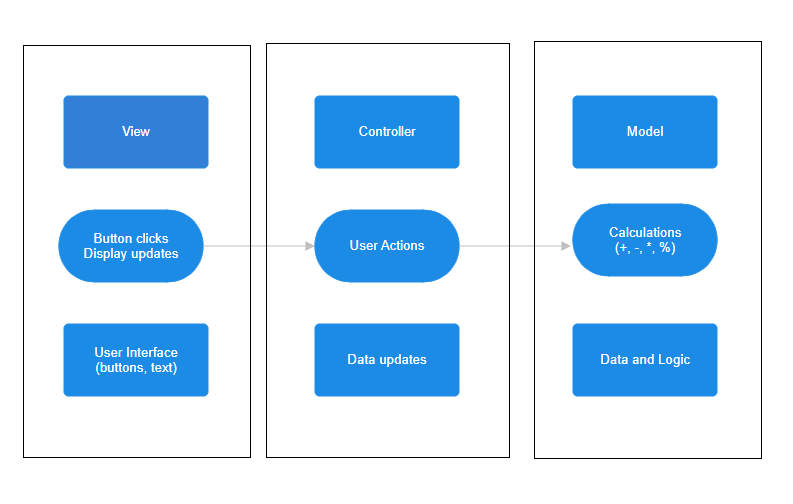 View
Controller
Model
Button clicks
Display updates
User Actions
Calculations
(+, -, *, %)
User Interface
(buttons, text)
Data updates
Data and Logic